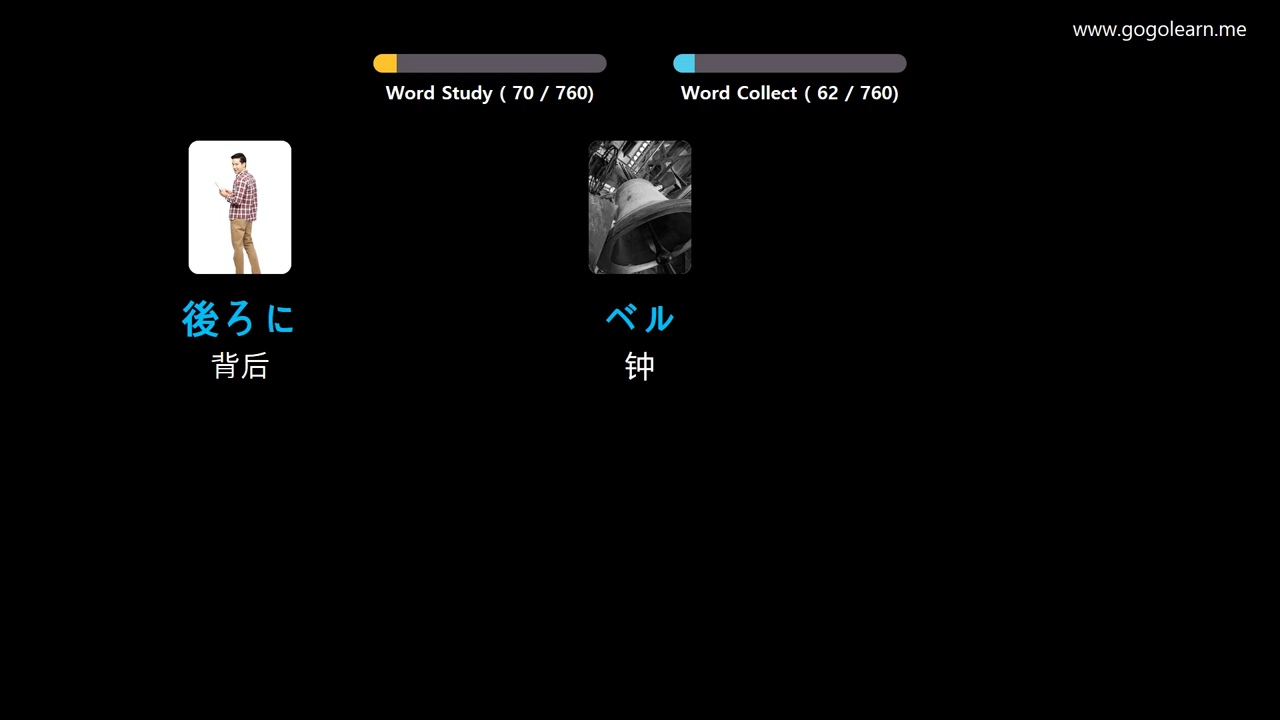 www.gogolearn.me
Word Study ( 70 / 760)
Word Collect ( 62 / 760)
後ろに
背后
ベル
钟